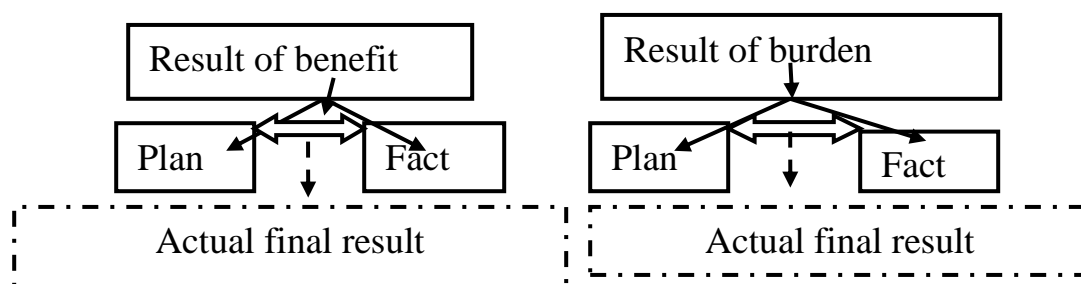 Result of benefit
Plan
Fact
Actual final result
Result of burden
Plan
Fact
Actual final result